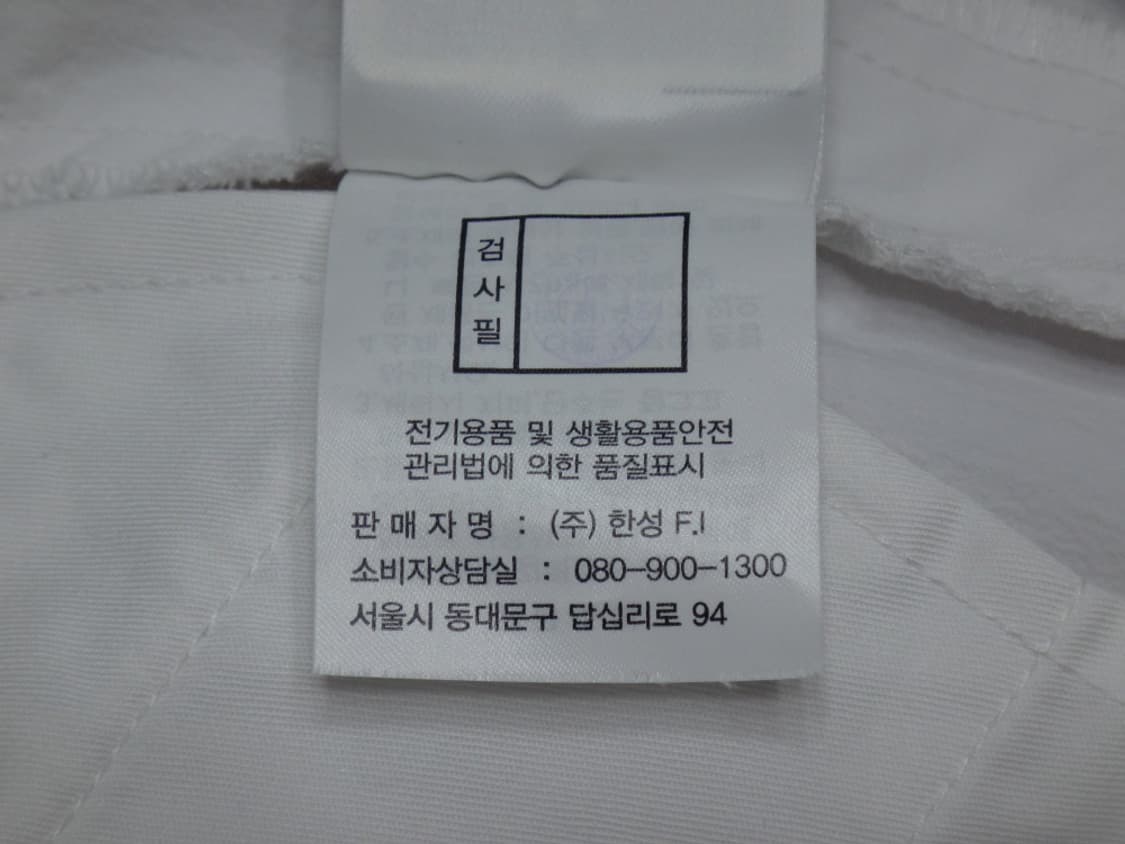 검사필
전기용품 및 생활용품안전
관리법에 의한 품질표시
판 매 자 명 : (주) 한성 F.I
소비자상담실 : 080-900-1300
서울시 동대문구 답십리로 94